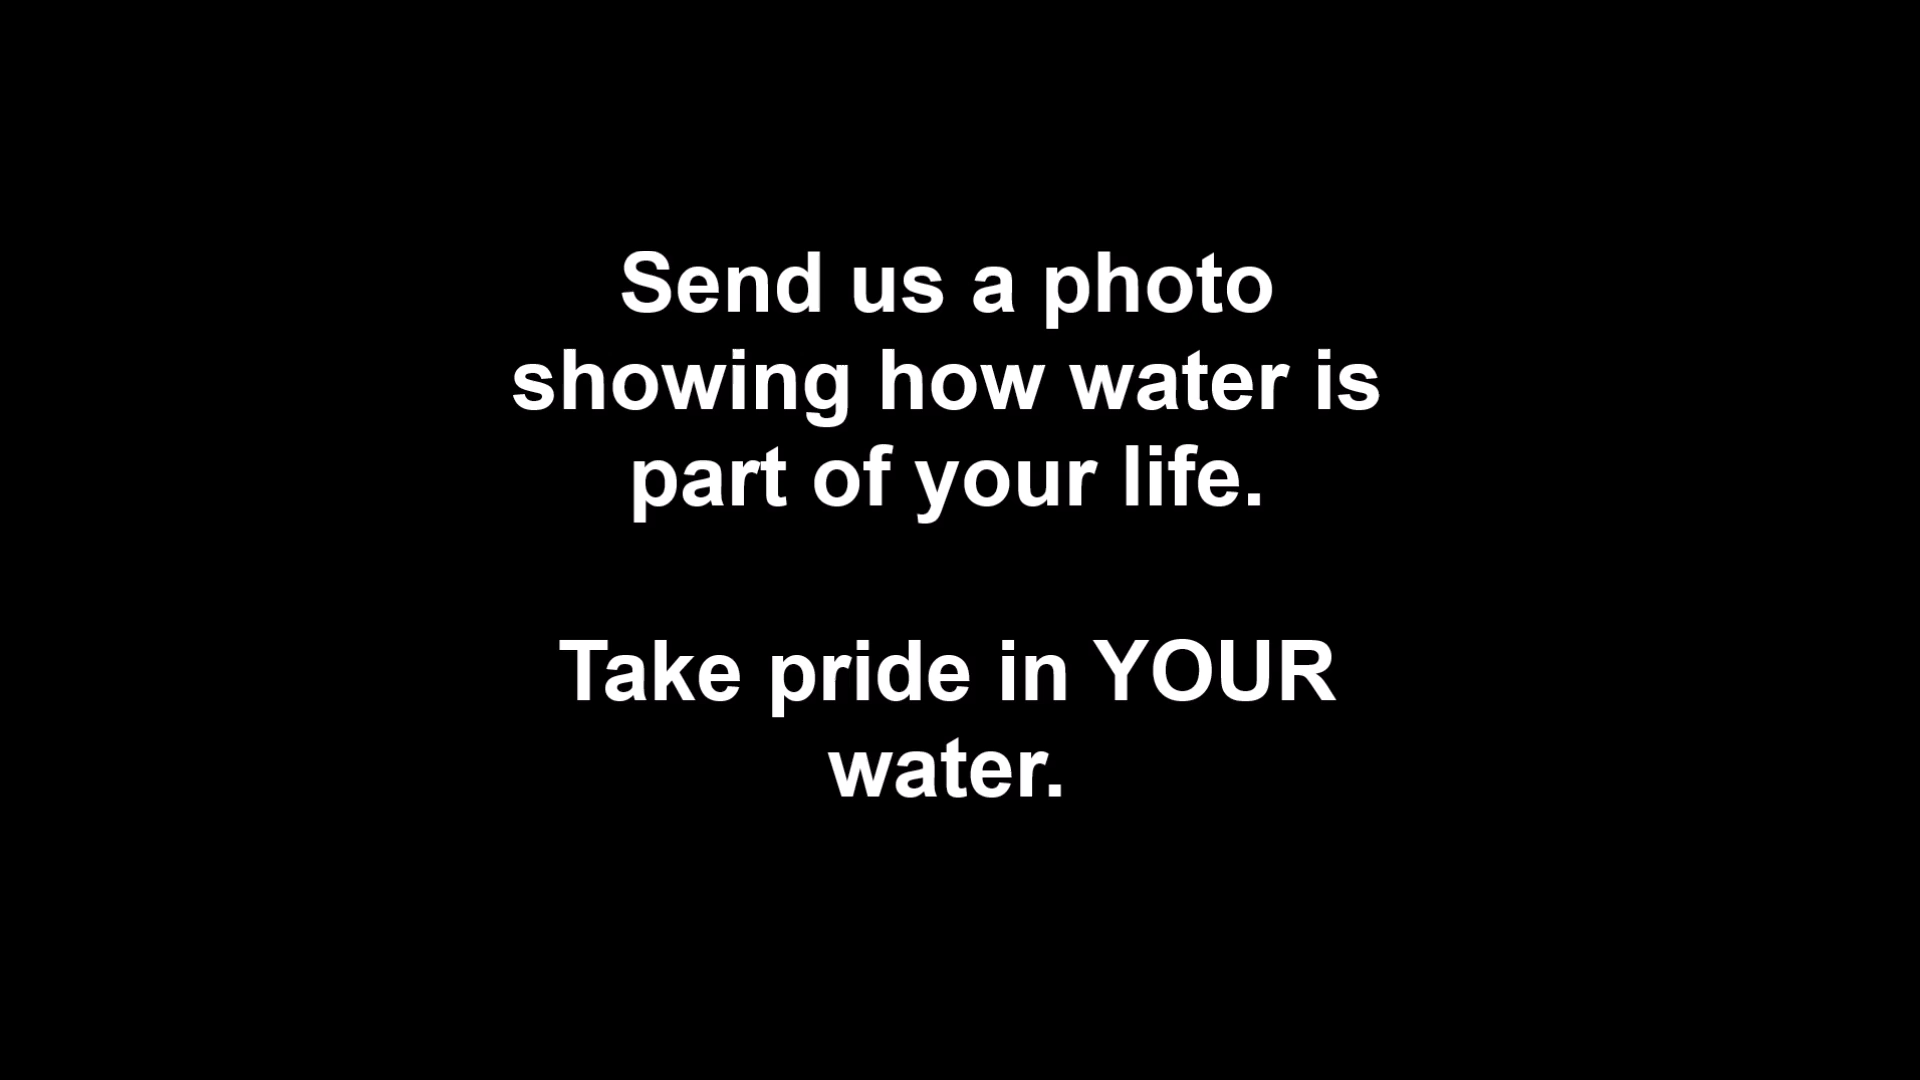 Send us a photo
showing how water is
part of your life.
Take pride in YOUR
water.